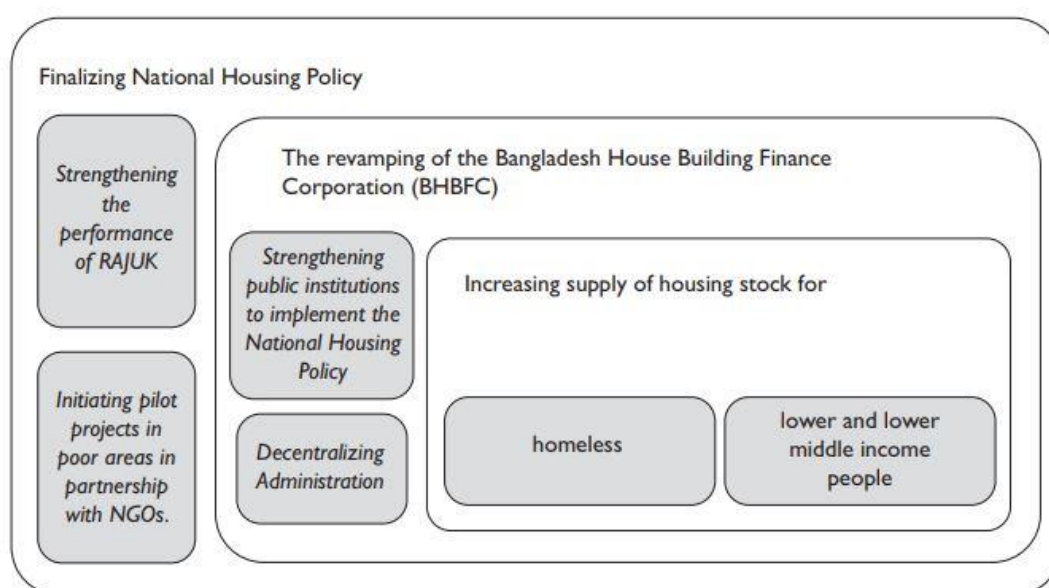 Finalizing National Housing Policy
Strengthening
the
performance
of RAJUK
Initiating pilot
projects in
poor areas in
partnership
with NGOs.
The revamping of the Bangladesh House Building Finance
Corporation (BHBFC)
Strengthening
public institutions
to implement the
National Housing
Policy
Decentralizing
Administration
Increasing supply of housing stock for
homeless
lower and lower
middle income
people